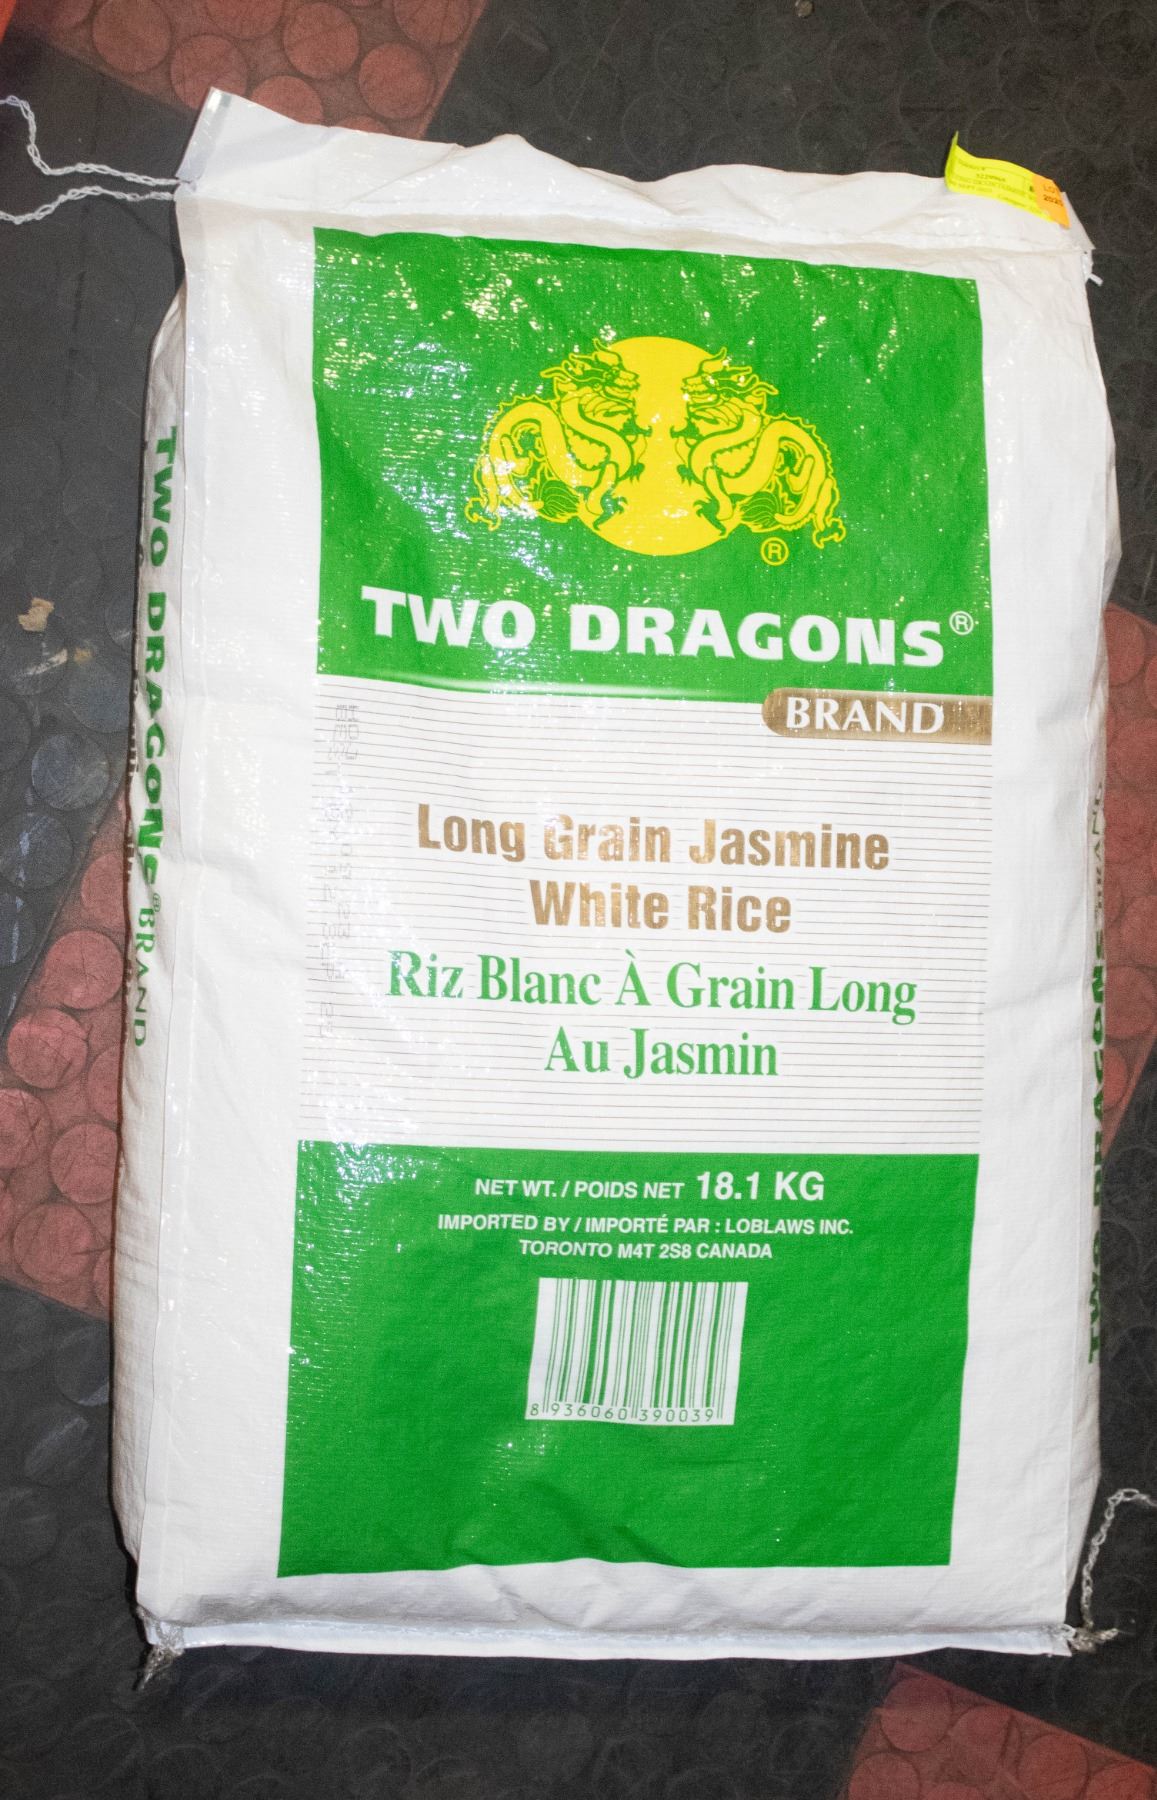 TWO DRAGONS®
BRAND
Long Grain Jasmine
White Rice
Riz Blanc À Grain Long
Au Jasmin
NET WT. / POIDS NET 18.1 KG
IMPORTED BY / IMPORTÉ PAR : LOBLAWS INC.
TORONTO M4T 2S8 CANADA
8 936060 390039
TWO DRAGONS® BRAND
TWO DRAGONS BRAND